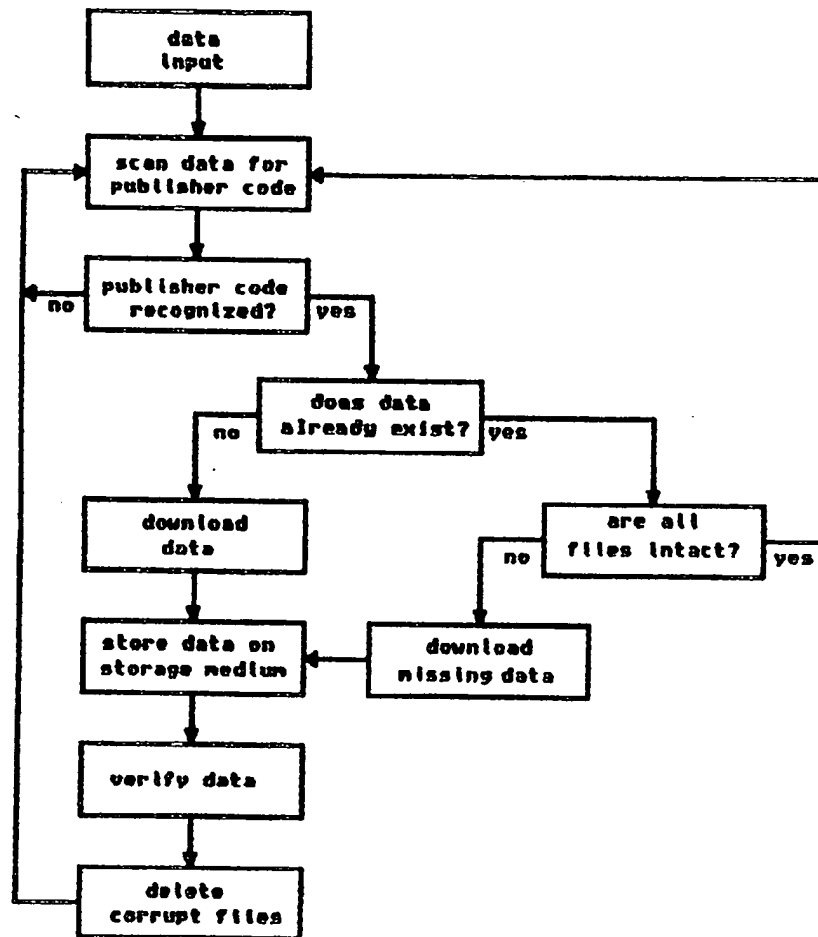 data
input
scan data for
publisher code
publisher code
recognized?
no
yes
does data
already exist?
no
yes
download
data
are all
files intact?
no
yes
store data on
storage medium
download
missing data
verify data
delete
corrupt files